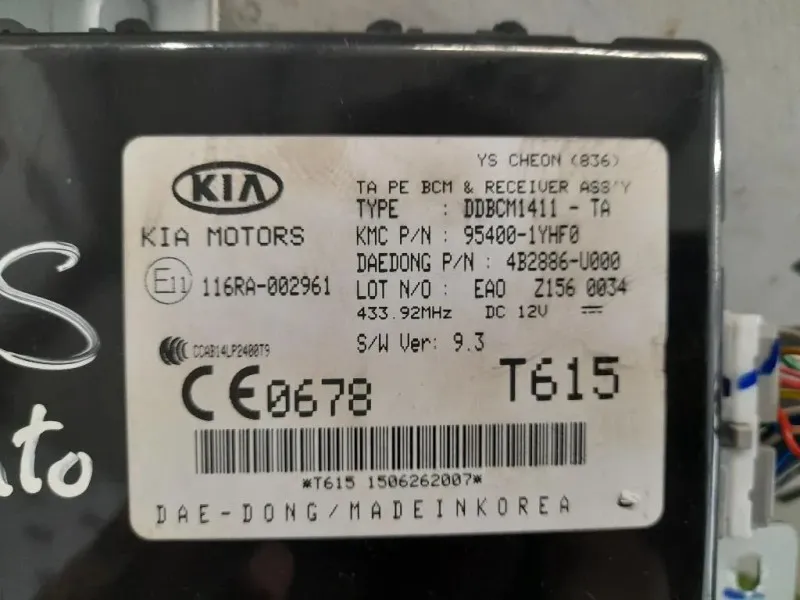 YS CHEON (836)
KIA
TA PE BCM & RECEIVER ASS'Y
KIA MOTORS
TYPE : DDBCM1411 - TA
KMC P/N : 95400-1YHF0
DAEDONG P/N : 4B2886-U000
E11 116RA-002961
LOT N/O : EAO Z156 0034
433.92MHz DC 12V
S/W Ver: 9.3
CCAB14LP2400T9
CE0678
T615
*T615 1506262007*
DAE-DONG/MADEINKOREA
S